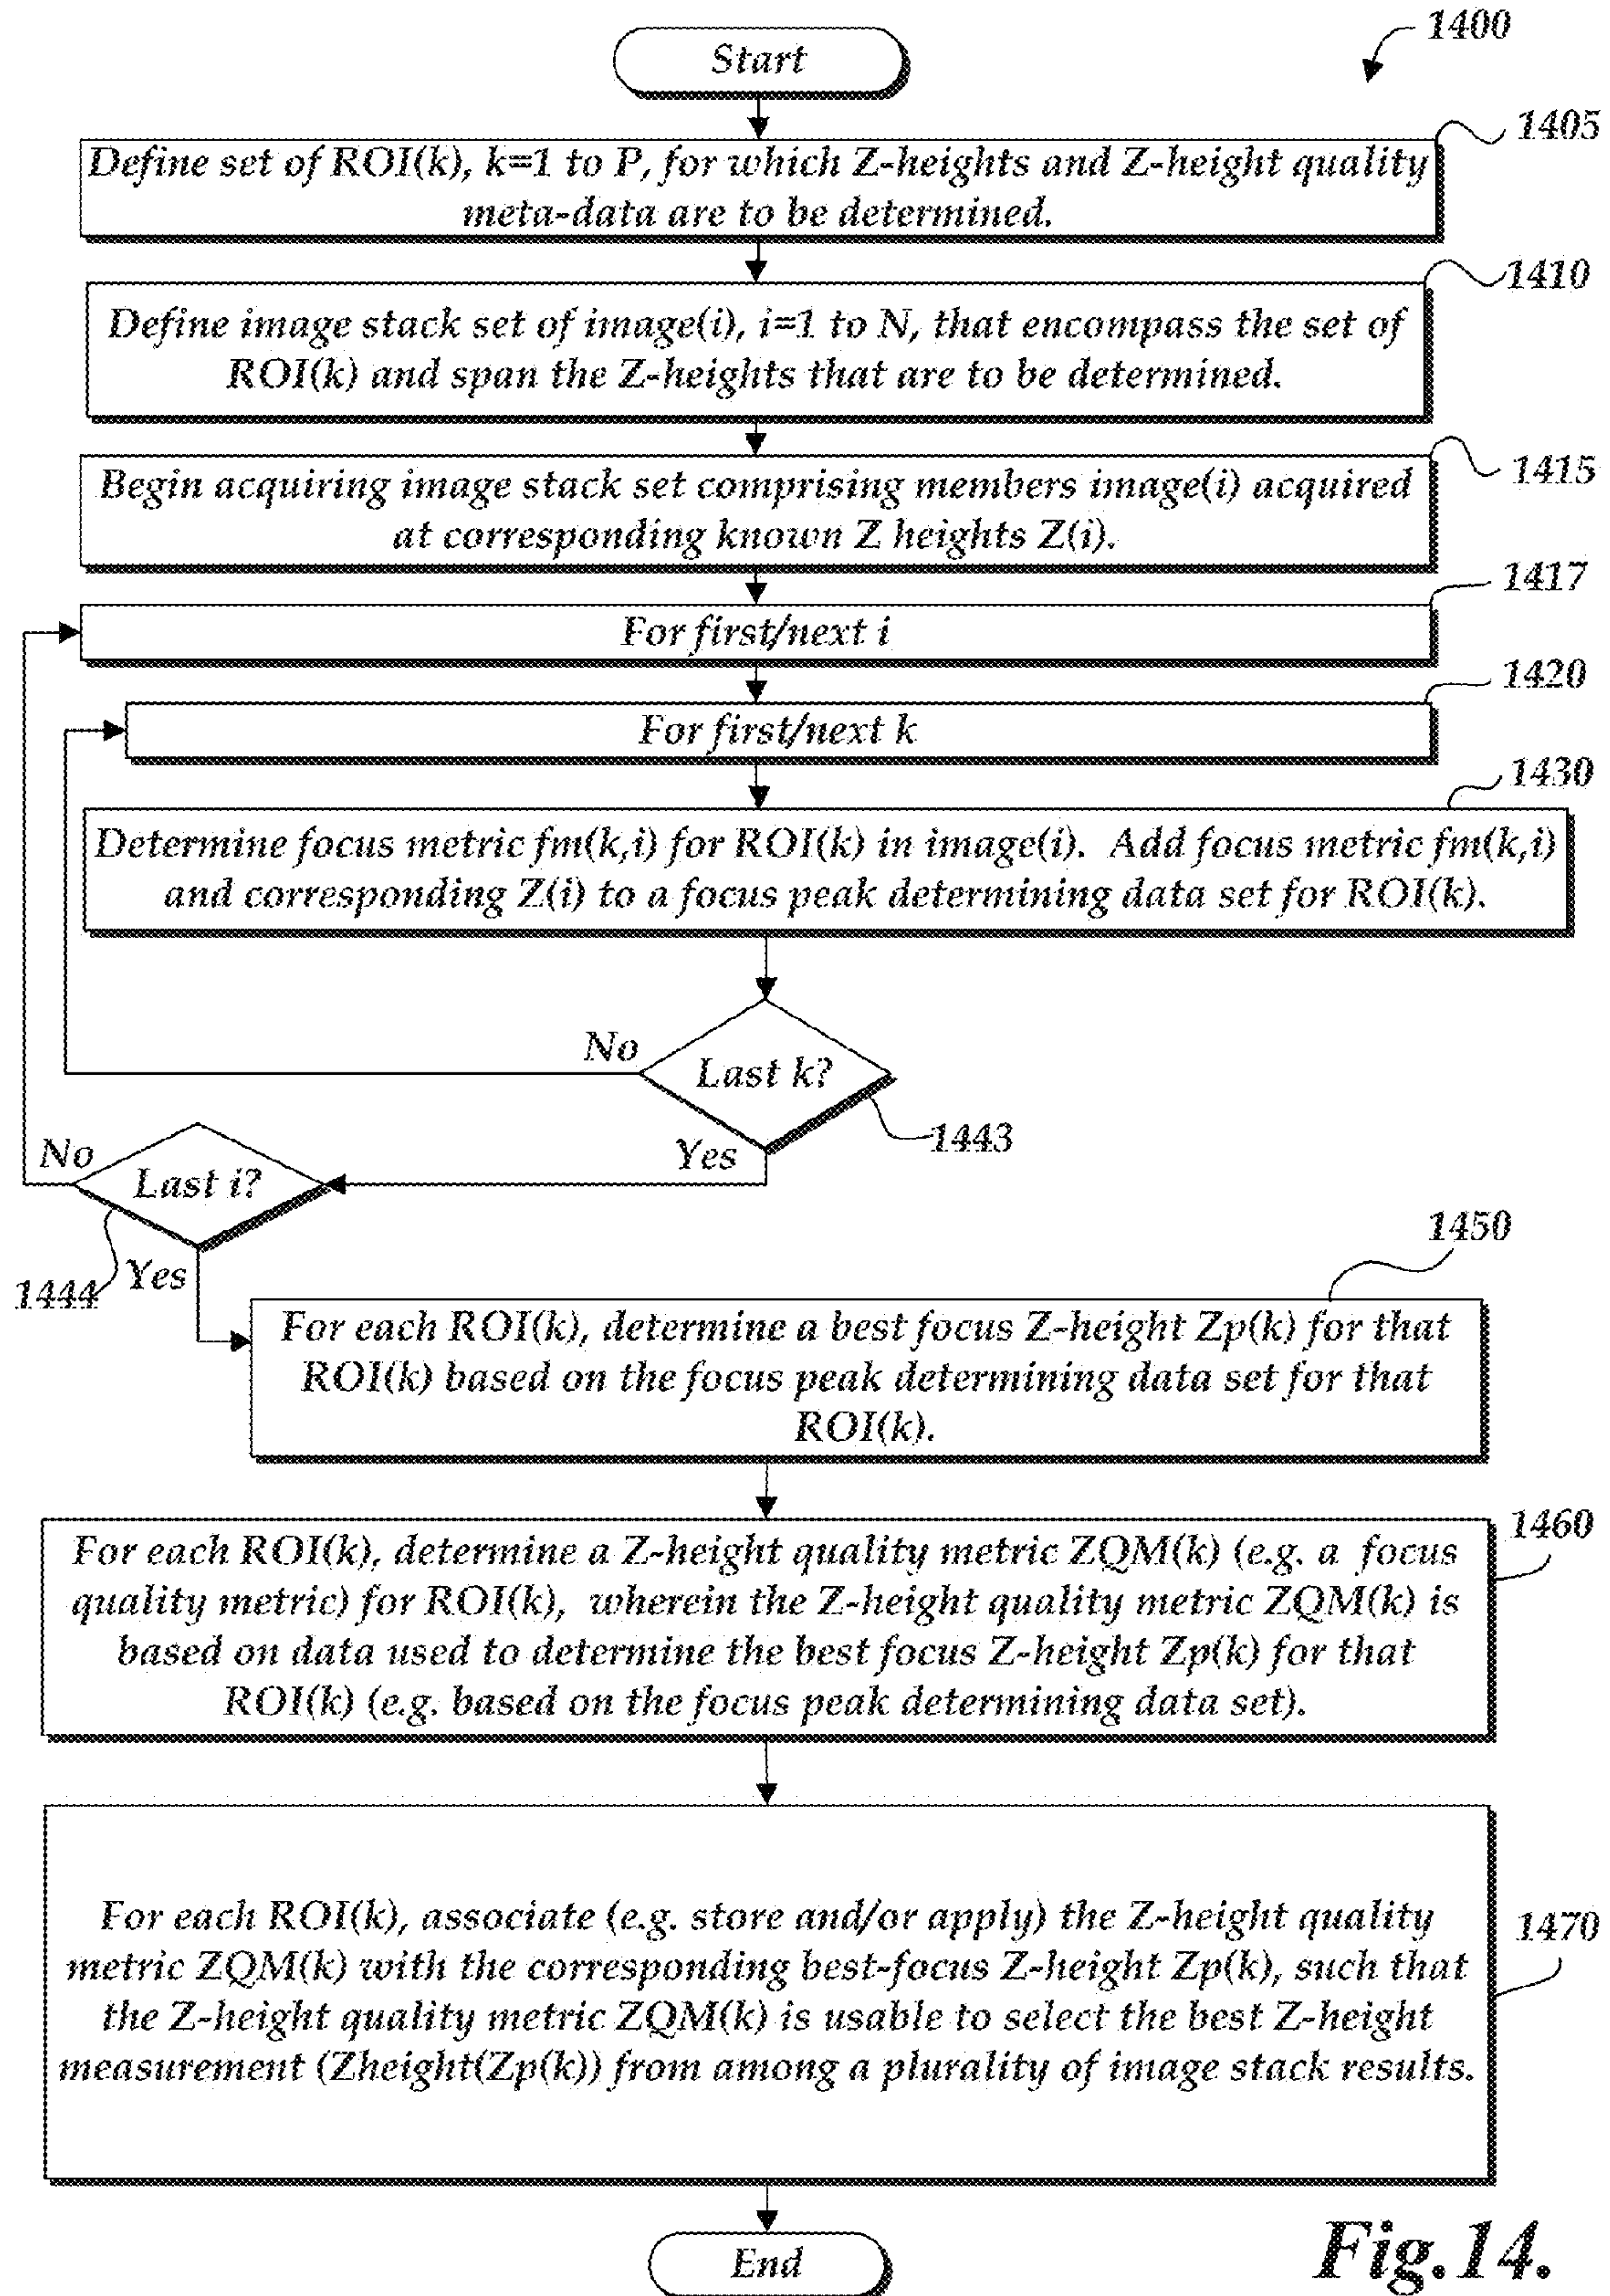 1400
Start
1405
Define set of ROI(k), k=1 to P, for which Z-heights and Z-height quality
meta-data are to be determined.
1410
Define image stack set of image(i), i=1 to N, that encompass the set of
ROI(k) and span the Z-heights that are to be determined.
1415
Begin acquiring image stack set comprising members image(i) acquired
at corresponding known Z heights Z(i).
1417
For first/next i
1420
For first/next k
1430
Determine focus metric fm(k,i) for ROI(k) in image(i). Add focus metric fm(k,i)
and corresponding Z(i) to a focus peak determining data set for ROI(k).
No
Last k?
1443
Yes
No
Last i?
1444
Yes
1450
For each ROI(k), determine a best focus Z-height Zp(k) for that
ROI(k) based on the focus peak determining data set for that
ROI(k).
1460
For each ROI(k), determine a Z-height quality metric ZQM(k) (e.g. a focus
quality metric) for ROI(k), wherein the Z-height quality metric ZQM(k) is
based on data used to determine the best focus Z-height Zp(k) for that
ROI(k) (e.g. based on the focus peak determining data set).
1470
For each ROI(k), associate (e.g. store and/or apply) the Z-height quality
metric ZQM(k) with the corresponding best-focus Z-height Zp(k), such that
the Z-height quality metric ZQM(k) is usable to select the best Z-height
measurement (Zheight(Zp(k)) from among a plurality of image stack results.
End
Fig.14.